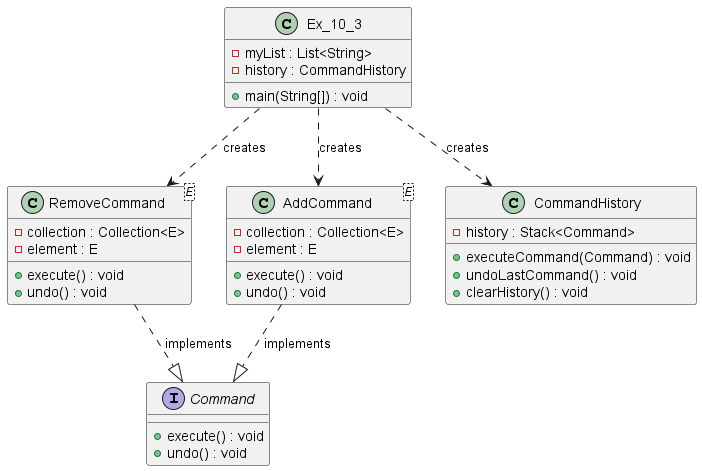 C Ex_10_3
myList : List<String>
history : CommandHistory
main(String[]) : void
creates
creates
creates
C RemoveCommand E
collection : Collection<E>
element : E
execute() : void
undo() : void
C AddCommand E
collection : Collection<E>
element : E
execute() : void
undo() : void
C CommandHistory
history : Stack<Command>
executeCommand(Command) : void
undoLastCommand() : void
clearHistory() : void
implements
implements
I Command
execute() : void
undo() : void